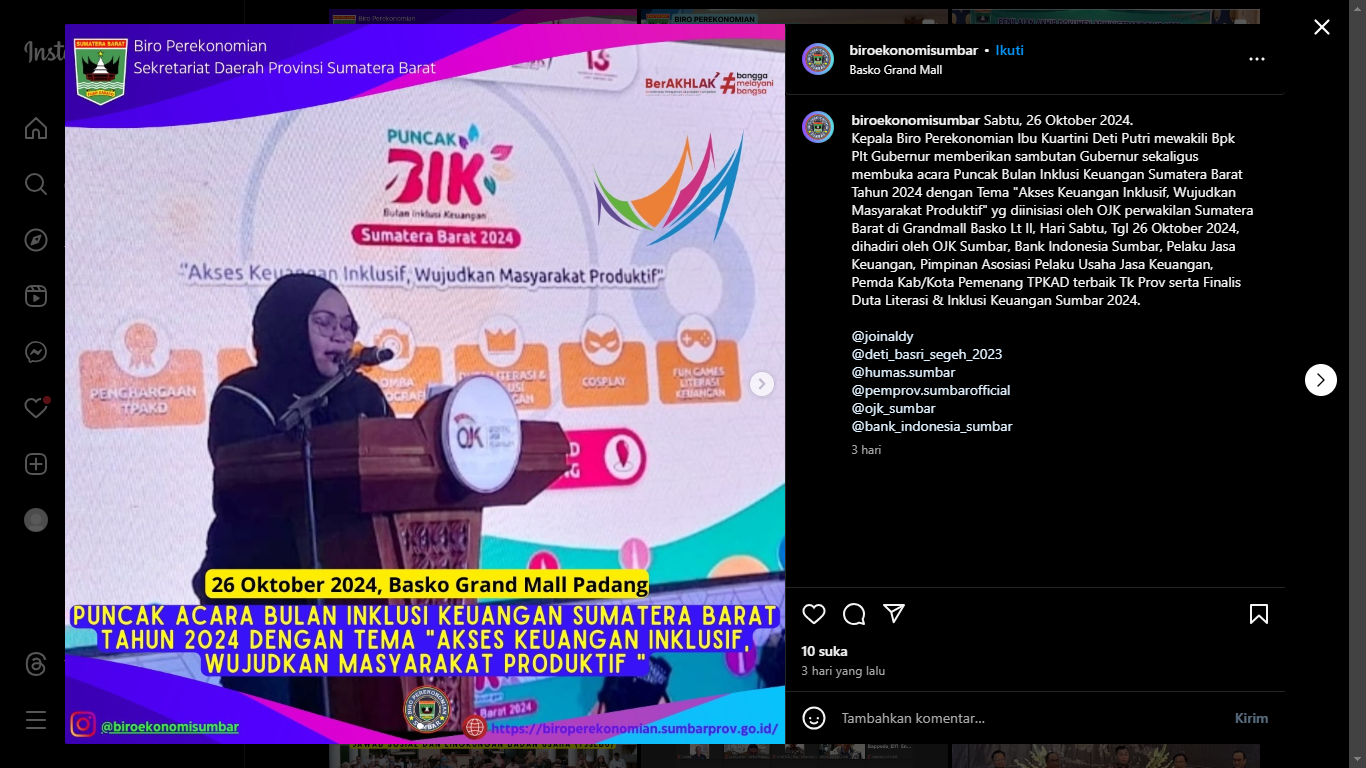 Biro Perekonomian
BIRO PEREKONOMIAN
Inst
SUMATERA BARAT
Biro Perekonomian
Sekretariat Daerah Provinsi Sumatera Barat
BerAKHLAK
#bangga
melayani
bangsa
PUNCAK
BIK
Bulan Inklusi Keuangan
Sumatera Barat 2024
"Akses Keuangan Inklusif, Wujudkan Masyarakat Produktif"
PENGHARGAAN
TPAKD
COSPLAY
FUN GAMES
LITERASI
KEUANGAN
OJK
26 Oktober 2024, Basko Grand Mall Padang
PUNCAK ACARA BULAN INKLUSI KEUANGAN SUMATERA BARAT
TAHUN 2024 DENGAN TEMA "AKSES KEUANGAN INKLUSIF,
WUJUDKAN MASYARAKAT PRODUKTIF "
@biroekonomisumbar
https://biroperekonomian.sumbarprov.go.id/
biroekonomisumbar • Ikuti
Basko Grand Mall
biroekonomisumbar Sabtu, 26 Oktober 2024.
Kepala Biro Perekonomian Ibu Kuartini Deti Putri mewakili Bpk
Plt Gubernur memberikan sambutan Gubernur sekaligus
membuka acara Puncak Bulan Inklusi Keuangan Sumatera Barat
Tahun 2024 dengan Tema "Akses Keuangan Inklusif, Wujudkan
Masyarakat Produktif" yg diinisiasi oleh OJK perwakilan Sumatera
Barat di Grandmall Basko Lt II, Hari Sabtu, Tgl 26 Oktober 2024,
dihadiri oleh OJK Sumbar, Bank Indonesia Sumbar, Pelaku Jasa
Keuangan, Pimpinan Asosiasi Pelaku Usaha Jasa Keuangan,
Pemda Kab/Kota Pemenang TPKAD terbaik Tk Prov serta Finalis
Duta Literasi & Inklusi Keuangan Sumbar 2024.
@joinaldy
@deti_basri_segeh_2023
@humas.sumbar
@pemprov.sumbarofficial
@ojk_sumbar
@bank_indonesia_sumbar
3 hari
10 suka
3 hari yang lalu
Tambahkan komentar...
Kirim